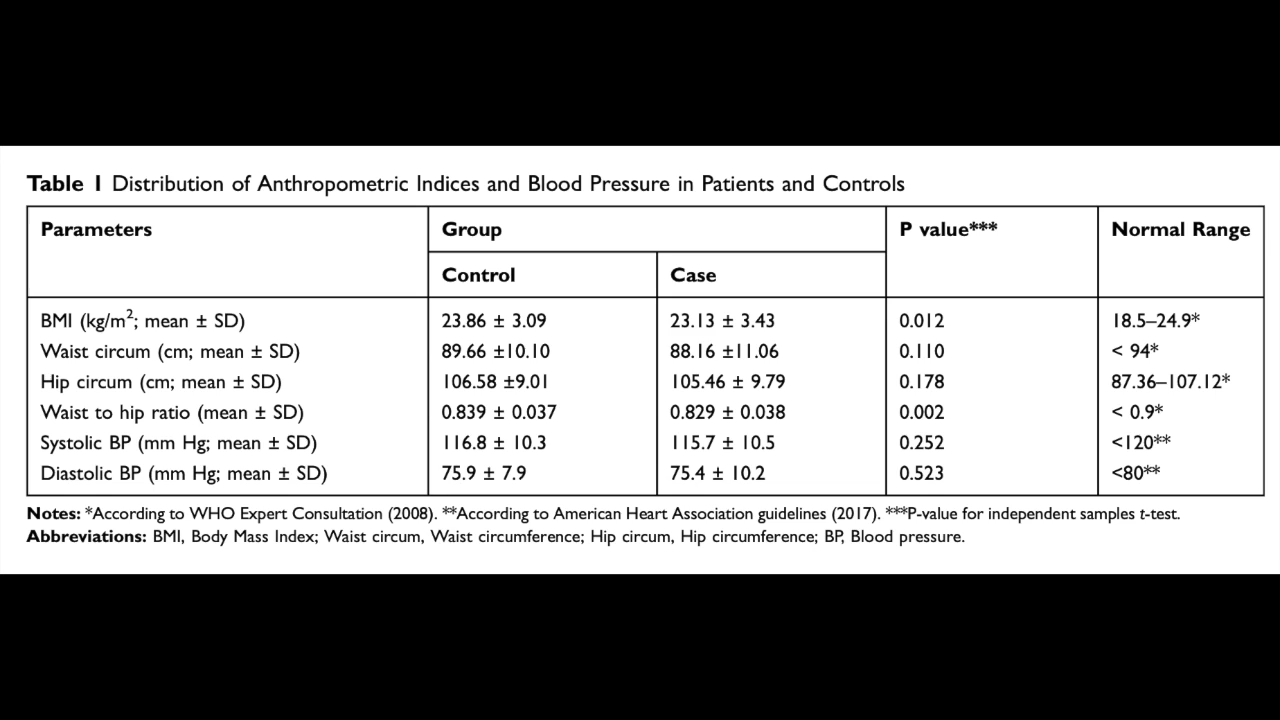 Table 1 Distribution of Anthropometric Indices and Blood Pressure in Patients and Controls
Parameters Group P value*** Normal Range
Control Case
BMI (kg/m²; mean ± SD) 23.86 ± 3.09 23.13 ± 3.43 0.012 18.5–24.9*
Waist circum (cm; mean ± SD) 89.66 ±10.10 88.16 ±11.06 0.110 < 94*
Hip circum (cm; mean ± SD) 106.58 ±9.01 105.46 ± 9.79 0.178 87.36–107.12*
Waist to hip ratio (mean ± SD) 0.839 ± 0.037 0.829 ± 0.038 0.002 < 0.9*
Systolic BP (mm Hg; mean ± SD) 116.8 ± 10.3 115.7 ± 10.5 0.252 <120**
Diastolic BP (mm Hg; mean ± SD) 75.9 ± 7.9 75.4 ± 10.2 0.523 <80**
Notes: *According to WHO Expert Consultation (2008). **According to American Heart Association guidelines (2017). ***P-value for independent samples t-test.
Abbreviations: BMI, Body Mass Index; Waist circum, Waist circumference; Hip circum, Hip circumference; BP, Blood pressure.